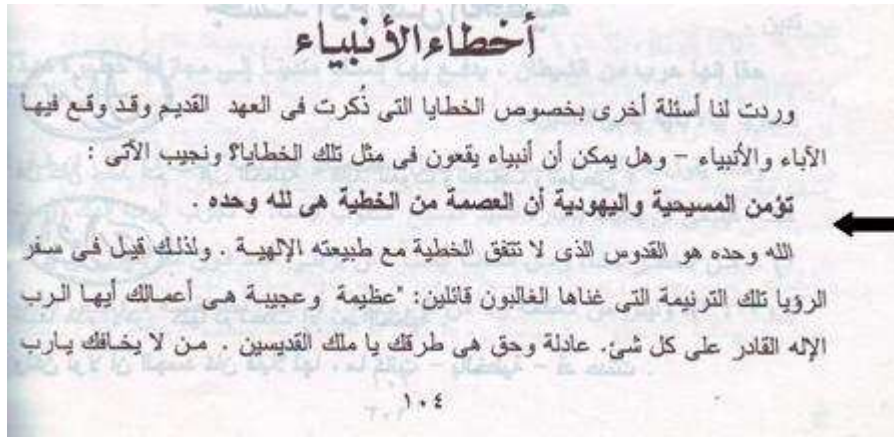 أخطاء الأنبياء
وردت لنا أسئلة أخرى بخصوص الخطايا التى ذُكرت فى العهد القديم وقد وقع فيها
الآباء والأنبياء – وهل يمكن أن أنبياء يقعون فى مثل تلك الخطايا؟ ونجيب الآتى :
تؤمن المسيحية واليهودية أن العصمة من الخطية هى لله وحده .
الله وحده هو القدوس الذى لا تتفق الخطية مع طبيعته الإلهية . ولذلك قيل فى سفر
الرؤيا تلك الترنيمة التى غناها الغالبون قائلين: "عظيمة وعجيبة هى أعمالك أيها الرب
الإله القادر على كل شئ. عادلة وحق هى طرقك يا ملك القديسين . من لا يخافك يارب
١٠٤